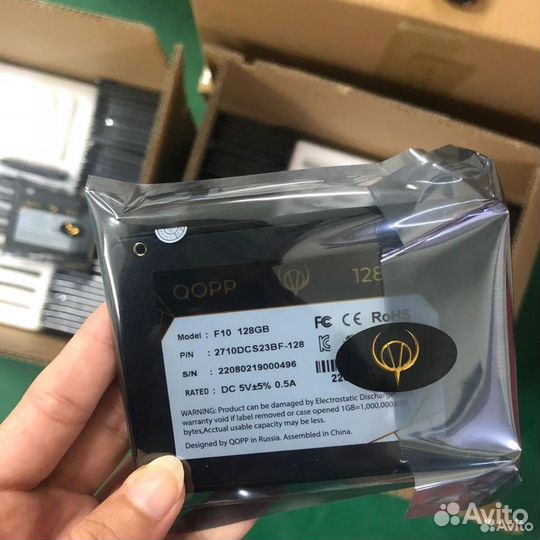 QOPP 128GB
Model: F10 128GB
P/N : 2710DCS23BF-128
S/N : 22080219000496
RATED : DC 5V±5% 0.5A
FC CE RoHS
WARNING: Product can be damaged by Electrostatic Discharge
warranty void if label removed or case opened 1GB=1,000,000,
bytes,Acctual usable capacity may be less.
Designed by QOPP in Russia. Assembled in China.
Avito
Avito